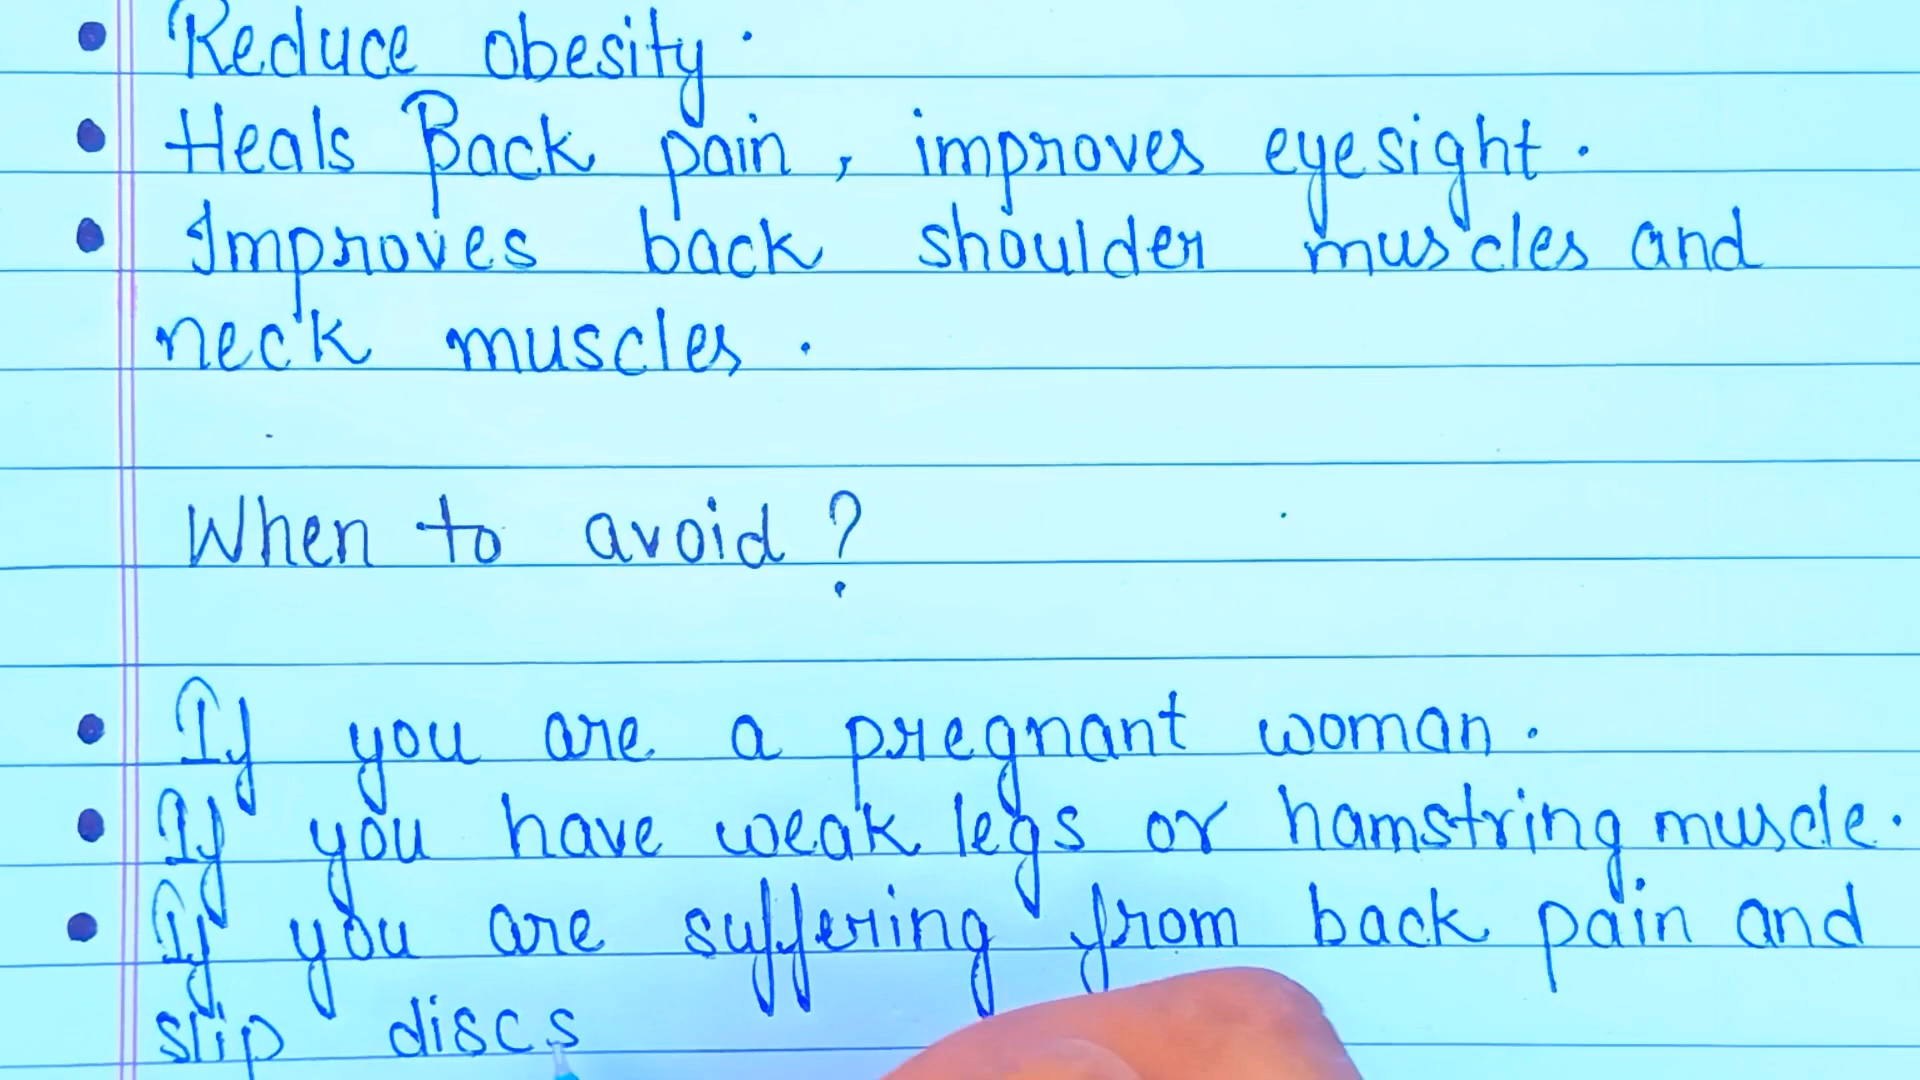 • Reduce obesity.
• Heals Back pain, improves eyesight.
• Improves back shoulder muscles and
neck muscles.
When to avoid?
• If you are a pregnant woman.
• If you have weak legs or hamstring muscle.
• If you are suffering from back pain and
slip discs